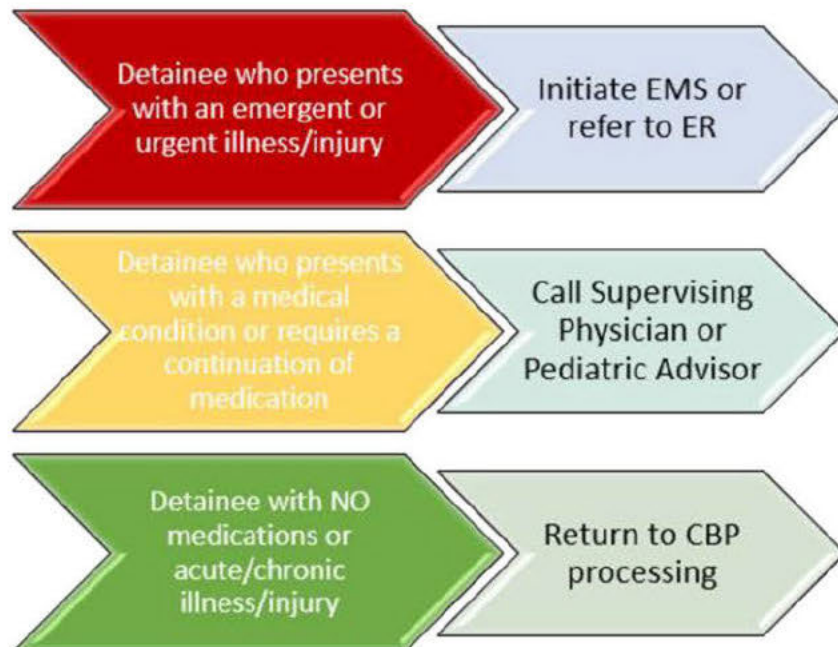 Detainee who presents
with an emergent or
urgent illness/injury
Initiate EMS or
refer to ER
Detainee who presents
with a medical
condition or requires a
continuation of
medication
Call Supervising
Physician or
Pediatric Advisor
Detainee with NO
medications or
acute/chronic
illness/injury
Return to CBP
processing